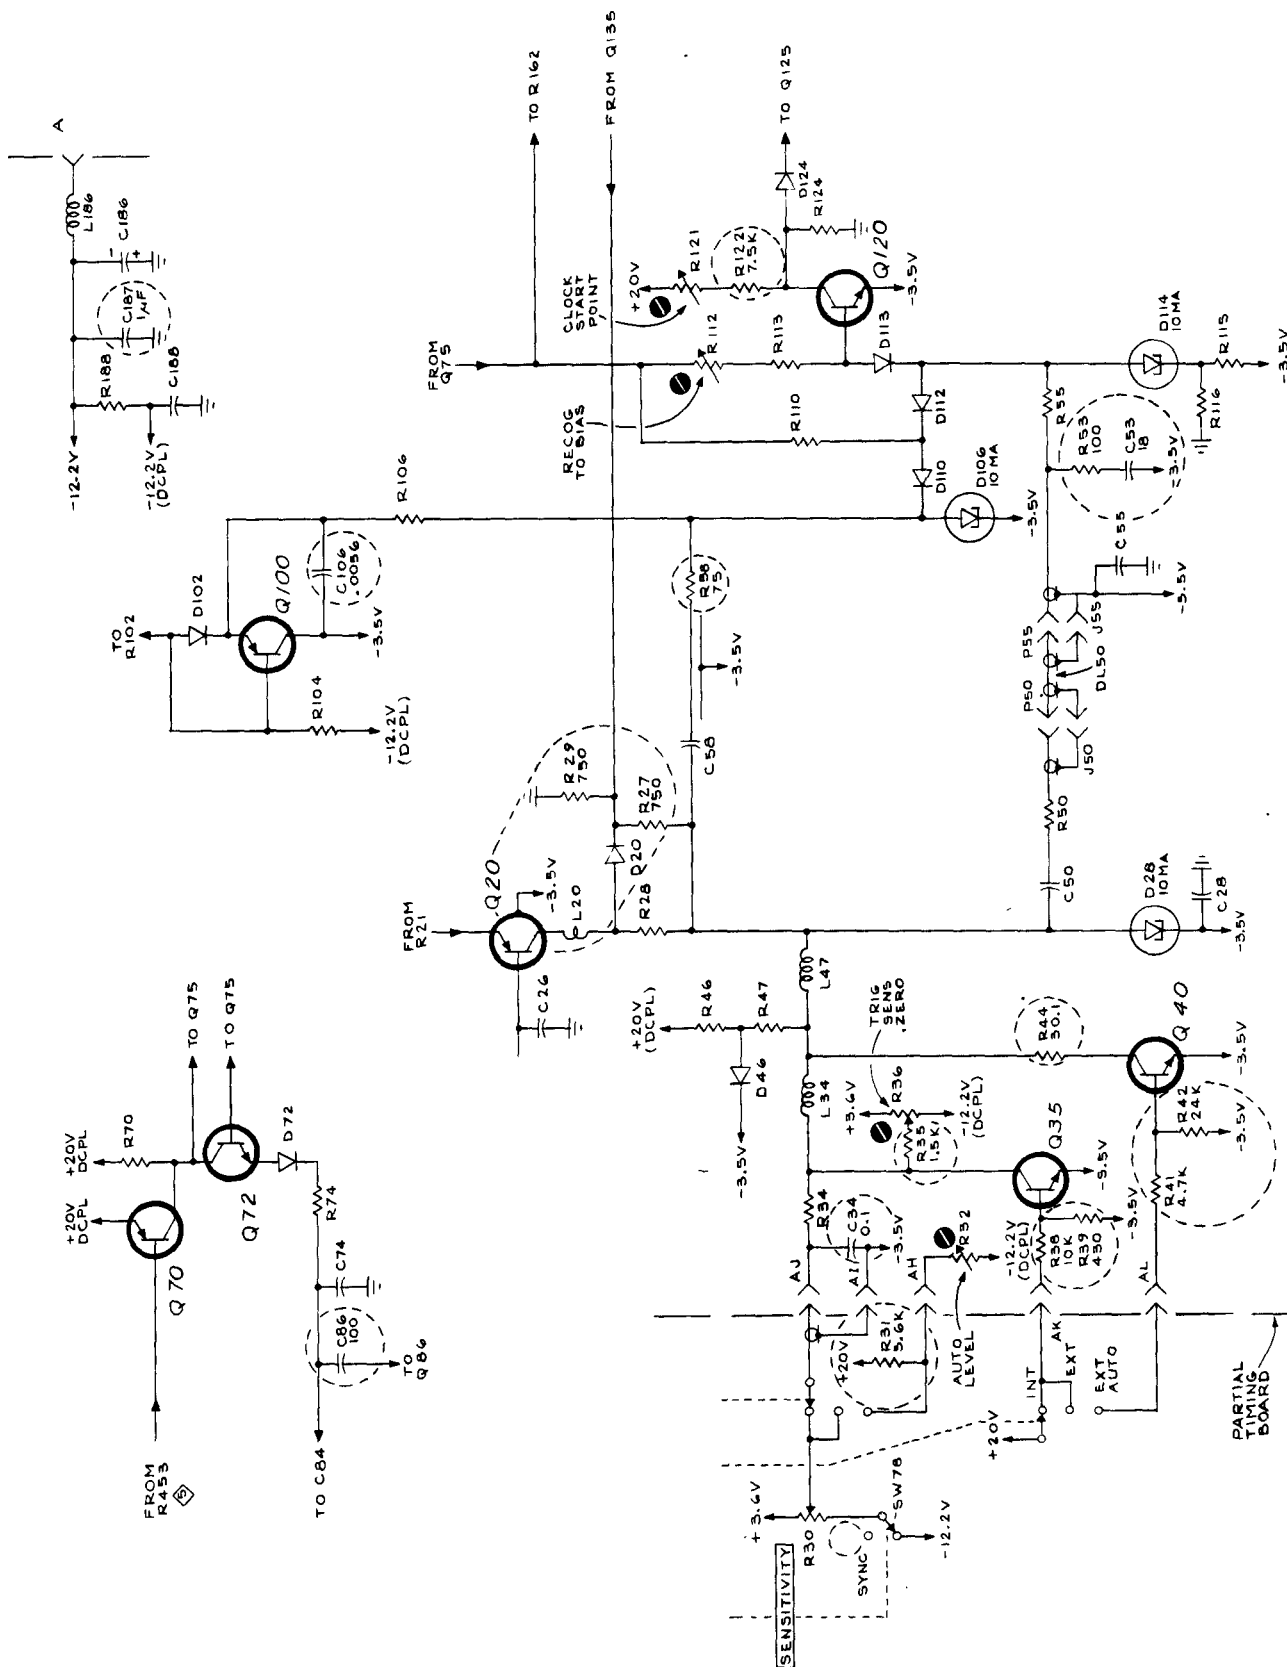 A
L186
C186
-
+
C187
1µF
R188
C188
-12.2V
-12.2V
(DCPL)
TO R162
FROM Q135
TO Q125
D124
R124
CLOCK
START
POINT
+20V
R121
R122
7.5K
Q120
-3.5V
FROM
Q75
RECOG
TO BIAS
R112
R113
D113
R110
D112
D110
D106
10MA
-3.5V
D114
10MA
R115
R116
-3.5V
R55
R53
100
C53
18
-3.5V
C55
-3.5V
J55
P55
DL50
P50
J50
R50
C50
TO
R102
D102
Q100
C106
.0056
-3.5V
R104
-12.2V
(DCPL)
R106
R58
75
-3.5V
C58
FROM
R21
Q20
-3.5V
L20
C26
R29
750
R27
750
D20
R28
D28
10MA
C28
-3.5V
FROM
R453
5
Q70
+20V
DCPL
+20V
DCPL
R70
TO Q75
TO Q75
Q72
D72
R74
C74
C86
100
TO
Q86
TO C84
+20V
(DCPL)
R46
R47
D46
-3.5V
L47
TRIG
SENS
ZERO
+3.6V
R36
R35
1.5K
-12.2V
(DCPL)
L34
R44
30.1
Q40
-3.5V
R42
24K
-3.5V
R41
4.7K
Q35
-3.5V
R38
10K
R39
430
-3.5V
R34
C34
0.1
-3.5V
R32
-12.2V
(DCPL)
AJ
AI
AH
AK
AL
+20V
R31
5.6K
AUTO
LEVEL
INT
EXT
EXT
AUTO
+20V
PARTIAL
TIMING
BOARD
+3.6V
R30
SENSITIVITY
SYNC
SW78
-12.2V